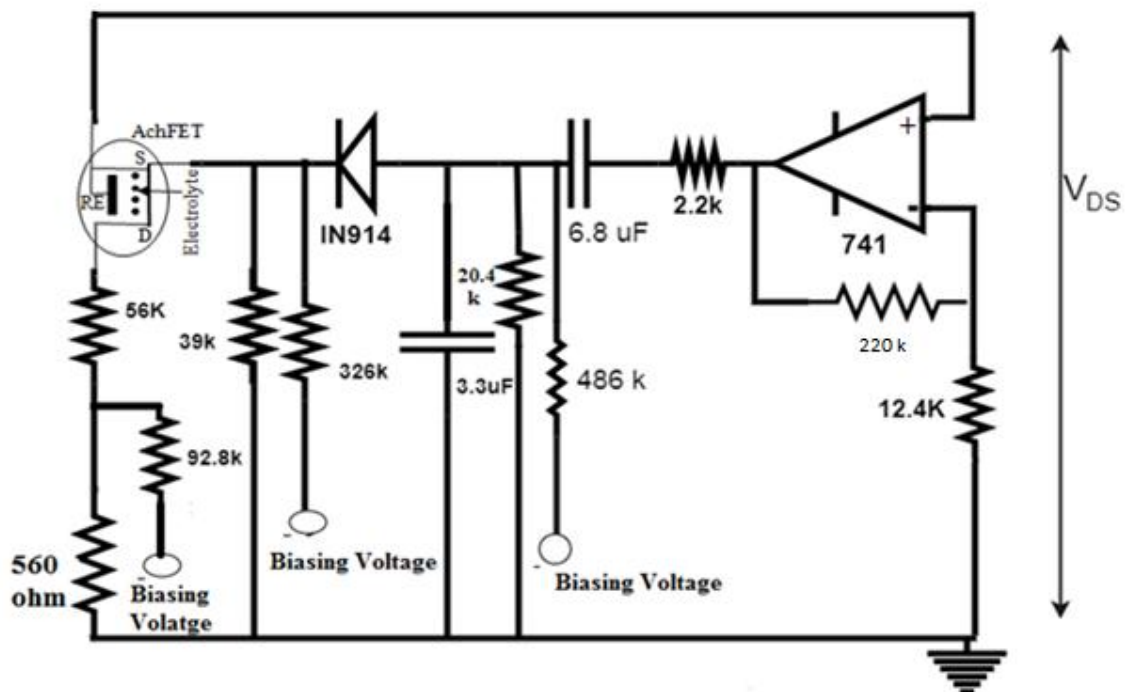 AchFET
S
RE
D
Electrolyte
IN914
6.8 uF
2.2k
+
-
741
V_DS
56K
39k
326k
20.4
k
3.3uF
486 k
220 k
12.4K
92.8k
560
ohm
Biasing
Volatge
Biasing Voltage
Biasing Voltage